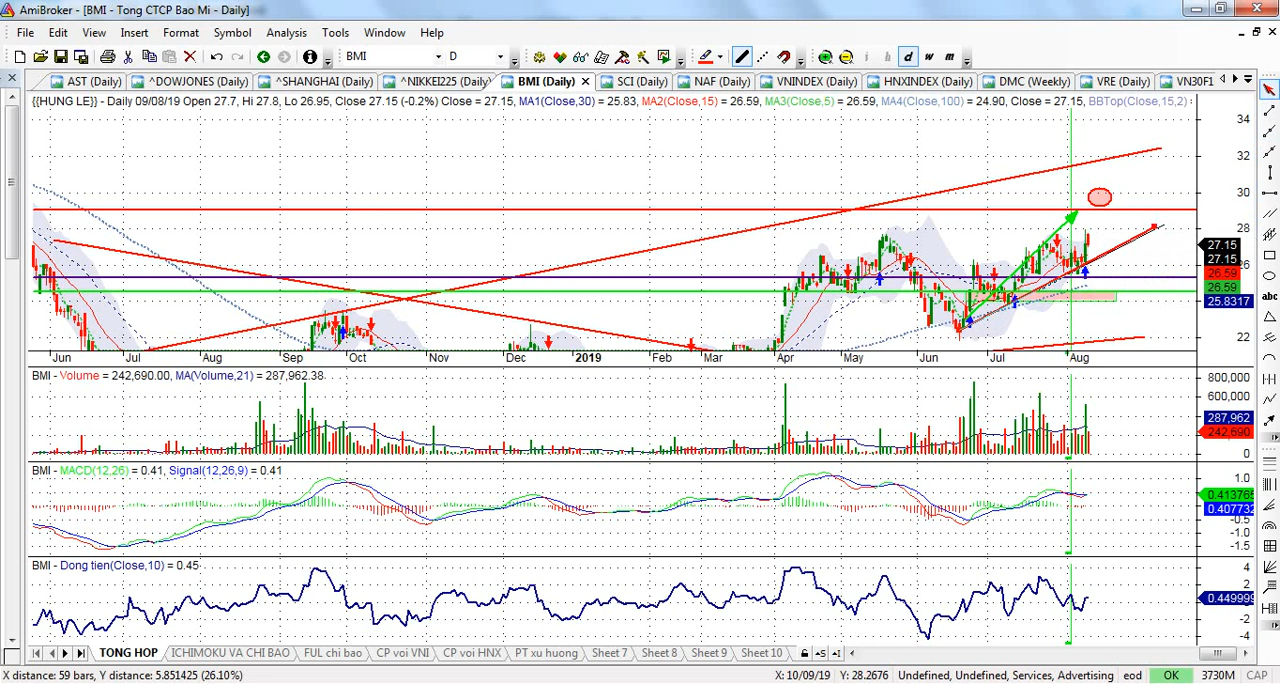 AmiBroker - [BMI - Tong CTCP Bao Mi - Daily]
File Edit View Insert Format Symbol Analysis Tools Window Help
BMI D i h d w m
AST (Daily) ^DOWJONES (Daily) ^SHANGHAI (Daily) ^NIKKEI225 (Daily) BMI (Daily) SCI (Daily) NAF (Daily) VNINDEX (Daily) HNXINDEX (Daily) DMC (Weekly) VRE (Daily) VN30F1
{{HUNG LE}} - Daily 09/08/19 Open 27.7, Hi 27.8, Lo 26.95, Close 27.15 (-0.2%) Close = 27.15, MA1(Close,30) = 25.83, MA2(Close,15) = 26.59, MA3(Close,5) = 26.59, MA4(Close,100) = 24.90, Close = 27.15, BBTop(Close,15,2)
34
32
abc
30
28
27.15
27.15
26
26.59
26.59
25.8317
22
Jun Jul Aug Sep Oct Nov Dec 2019 Feb Mar Apr May Jun Jul Aug
BMI - Volume = 242,690.00, MA(Volume,21) = 287,962.38
800,000
600,000
287,962
242,690
0
BMI - MACD(12,26) = 0.41, Signal(12,26,9) = 0.41
1.0
0.413765
0.407732
-0.5
-1.0
-1.5
BMI - Dong tien(Close,10) = 0.45
4
2
0.449999
-2
-4
TONG HOP ICHIMOKU VA CHI BAO FUL chi bao CP voi VNI CP voi HNX PT xu huong Sheet 7 Sheet 8 Sheet 9 Sheet 10
X distance: 59 bars, Y distance: 5.851425 (26.10%) X: 10/09/19 Y: 28.2676 Undefined, Undefined, Services, Advertising eod OK 3730M CAP